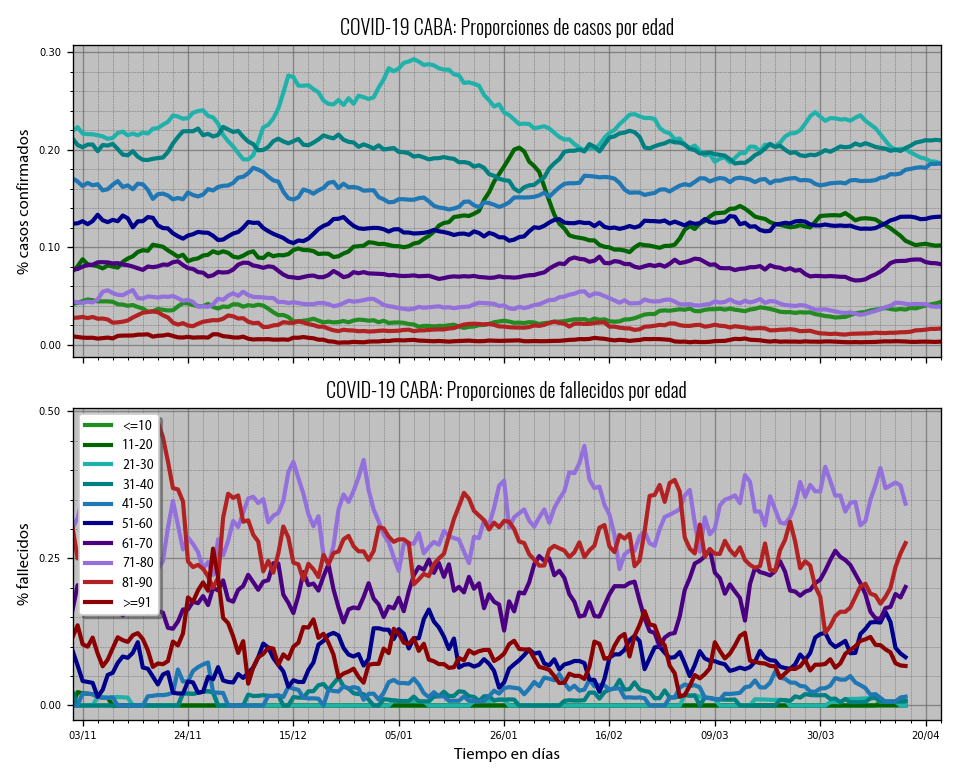 COVID-19 CABA: Proporciones de casos por edad
0.30
0.20
0.10
0.00
% casos confirmados
COVID-19 CABA: Proporciones de fallecidos por edad
0.50
0.25
0.00
% fallecidos
<=10
11-20
21-30
31-40
41-50
51-60
61-70
71-80
81-90
>=91
03/11 24/11 15/12 05/01 26/01 16/02 09/03 30/03 20/04
Tiempo en días